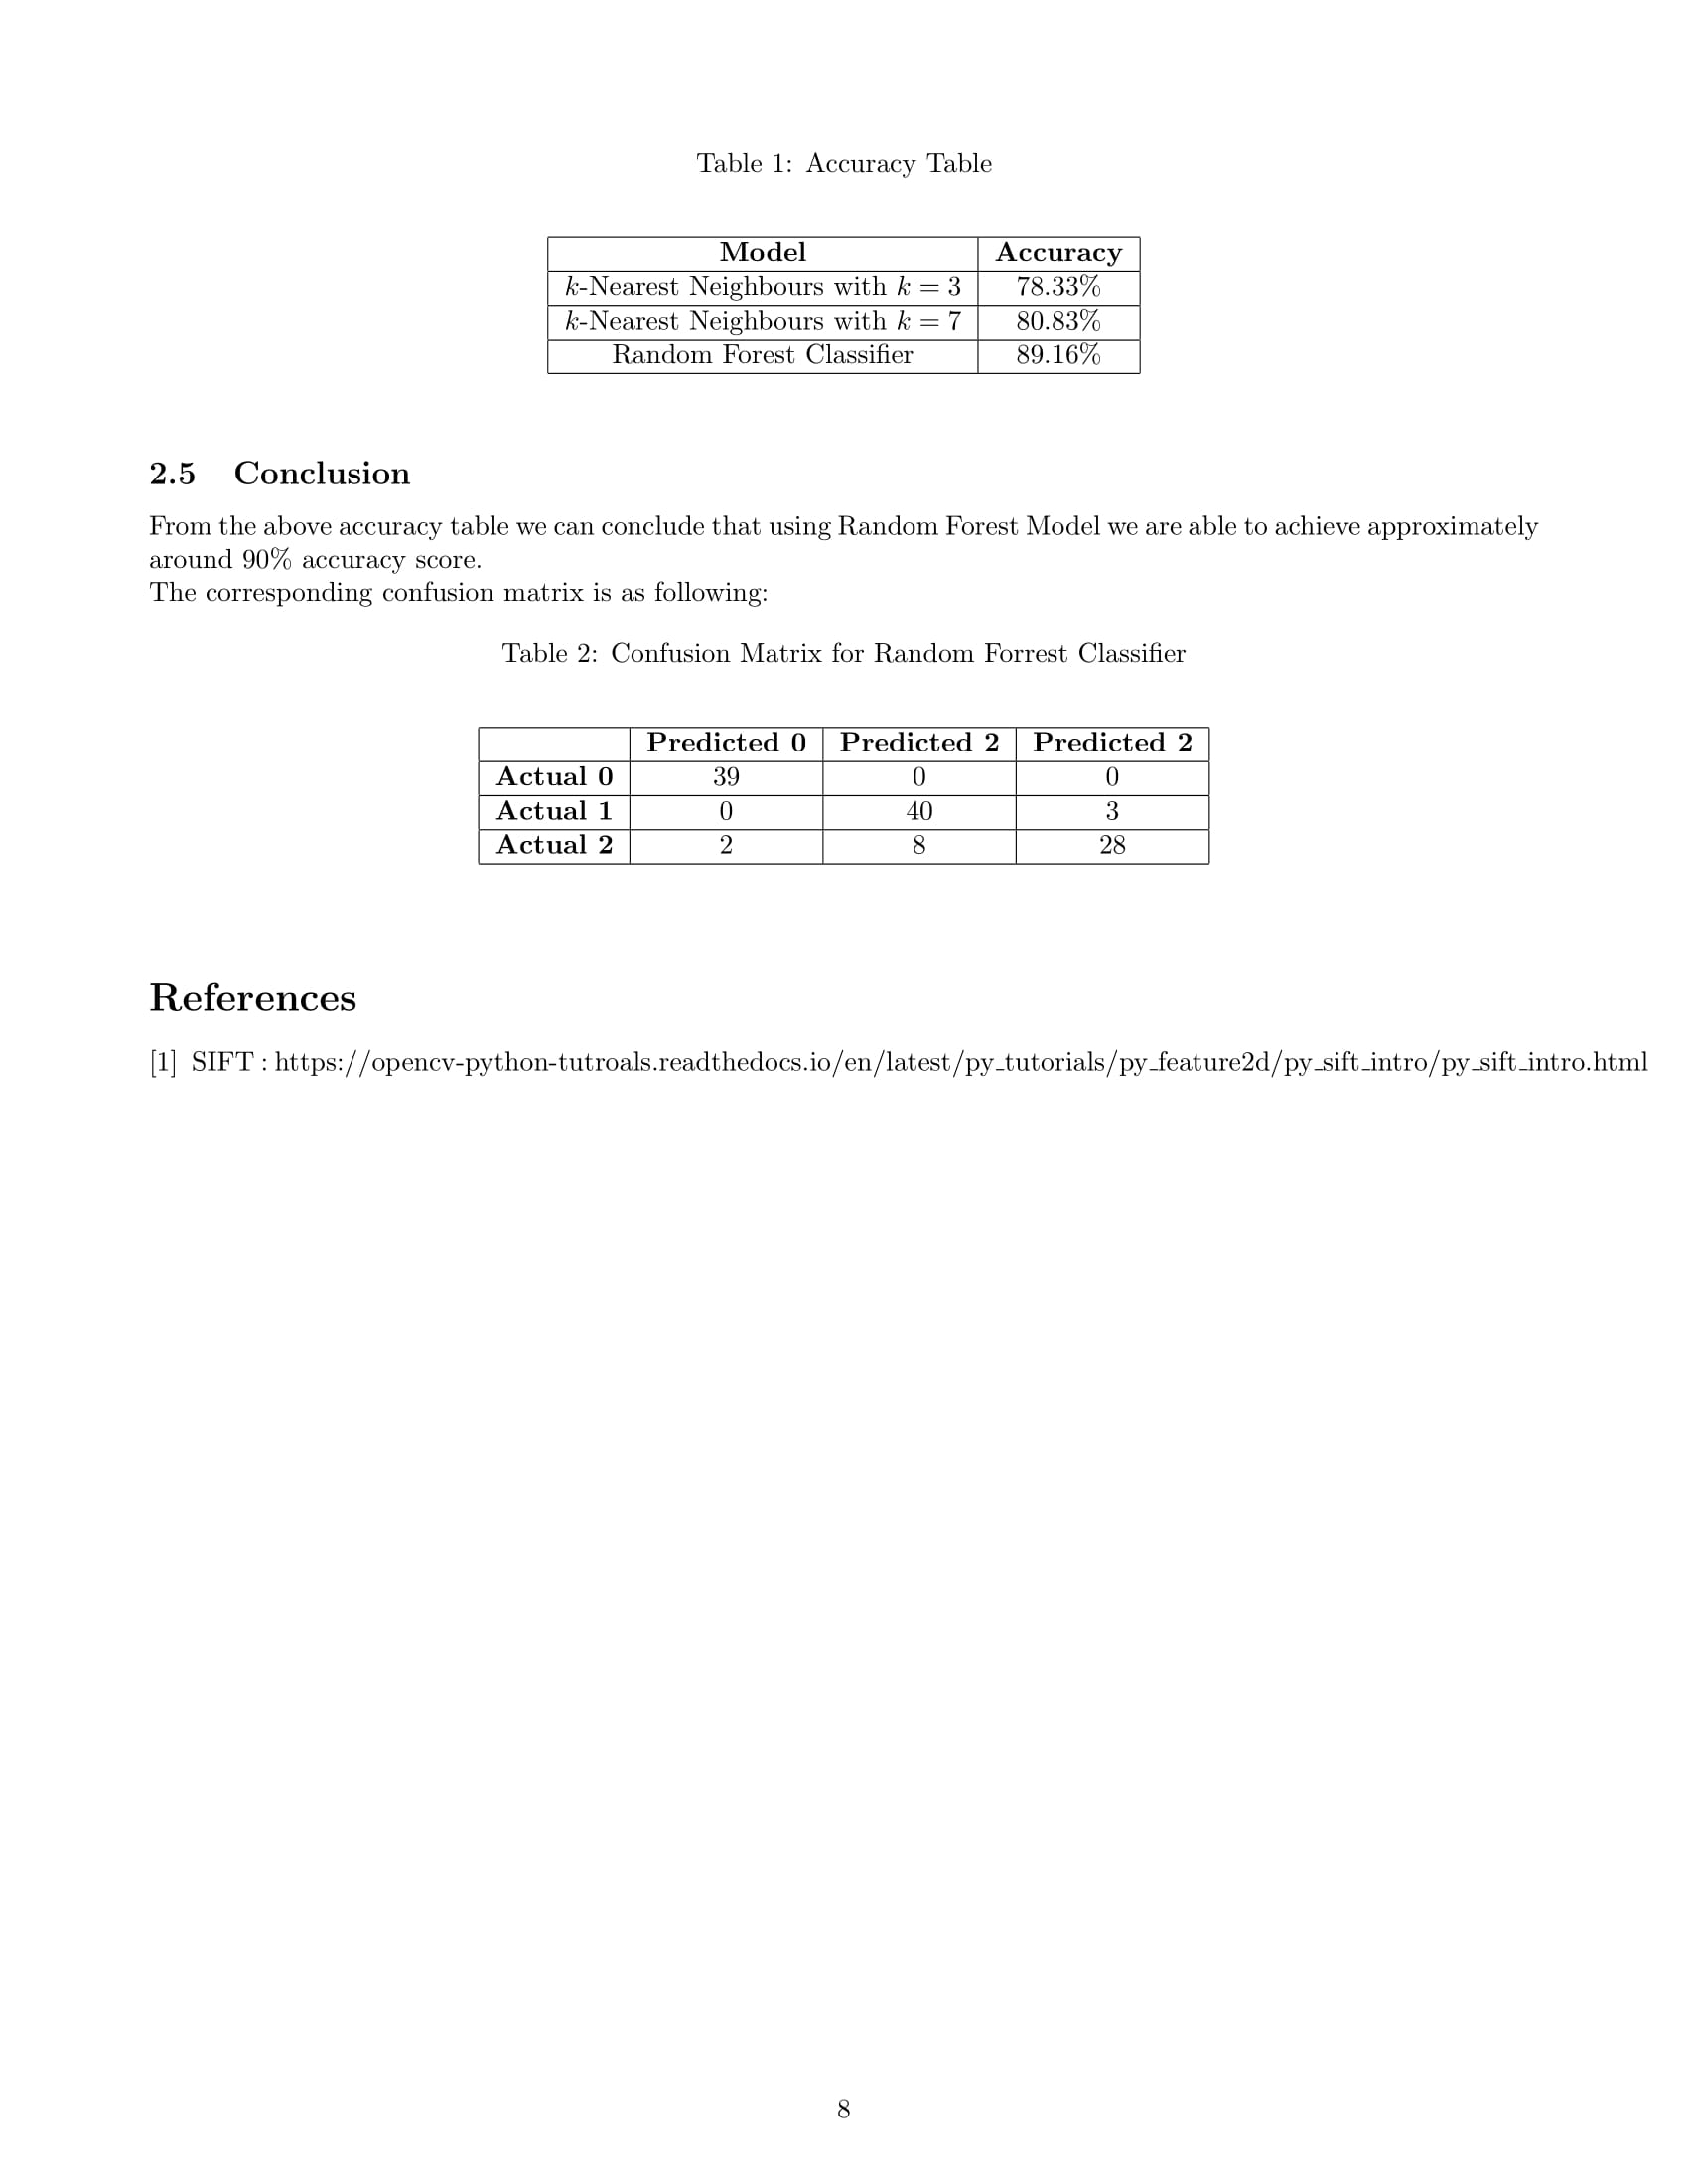 Table 1: Accuracy Table
Model Accuracy
k-Nearest Neighbours with k = 3 78.33%
k-Nearest Neighbours with k = 7 80.83%
Random Forest Classifier 89.16%
2.5 Conclusion
From the above accuracy table we can conclude that using Random Forest Model we are able to achieve approximately
around 90% accuracy score.
The corresponding confusion matrix is as following:
Table 2: Confusion Matrix for Random Forrest Classifier
Predicted 0 Predicted 2 Predicted 2
Actual 0 39 0 0
Actual 1 0 40 3
Actual 2 2 8 28
References
[1] SIFT : https://opencv-python-tutroals.readthedocs.io/en/latest/py_tutorials/py_feature2d/py_sift_intro/py_sift_intro.html
8